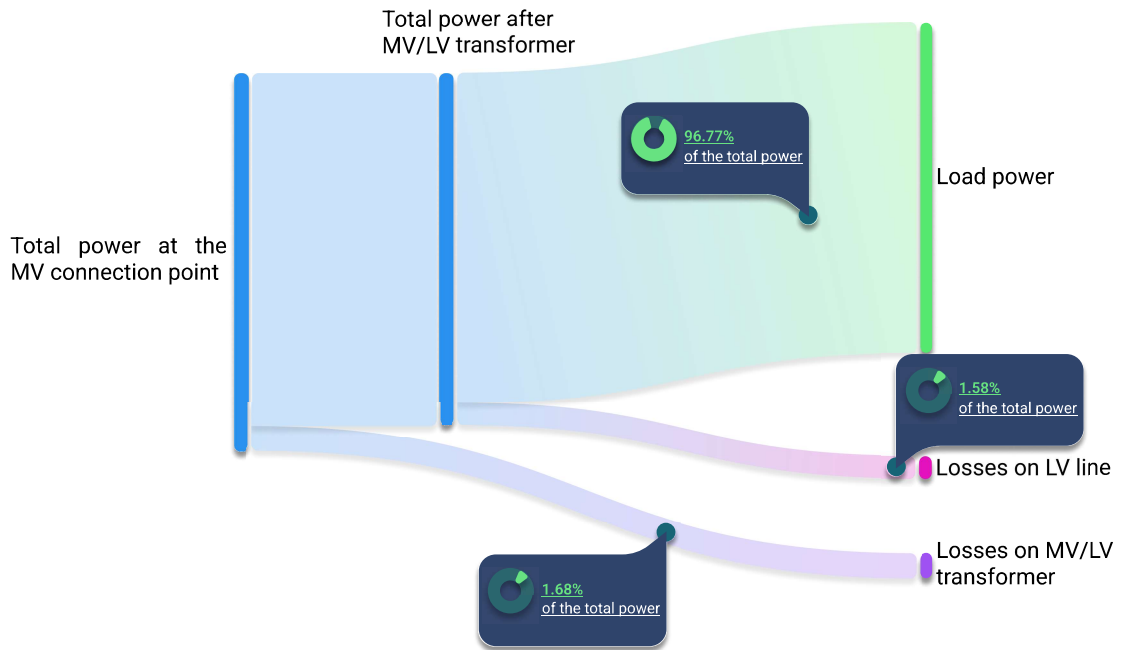 Total power after
MV/LV transformer
96.77%
of the total power
Load power
Total power at the
MV connection point
1.58%
of the total power
Losses on LV line
Losses on MV/LV
transformer
1.68%
of the total power